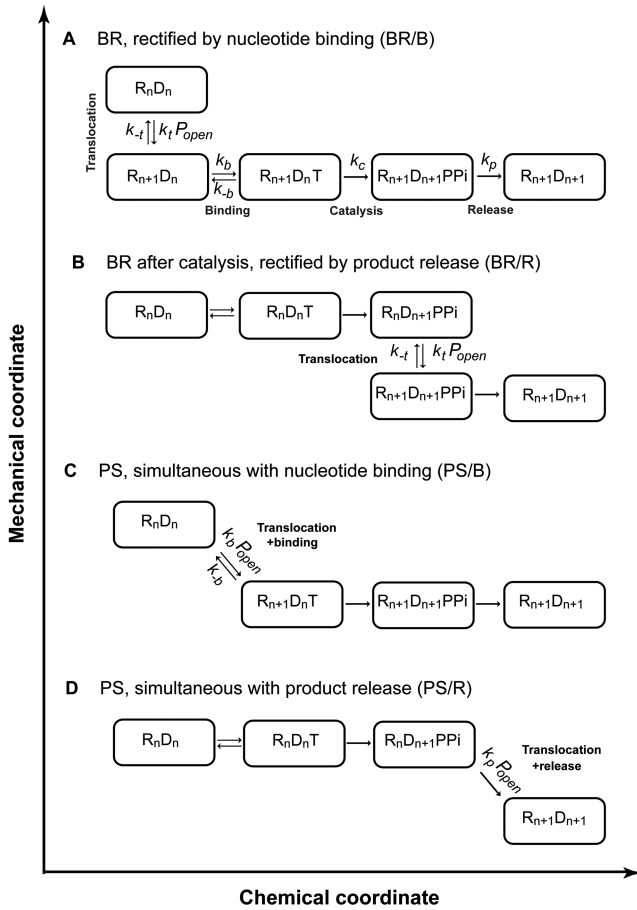 A BR, rectified by nucleotide binding (BR/B)
RnDn
Translocation
k-t kt Popen
Rn+1Dn
kb
k-b
Rn+1DnT
kc
Rn+1Dn+1PPi
kp
Rn+1Dn+1
Binding
Catalysis
Release
B BR after catalysis, rectified by product release (BR/R)
RnDn
RnDnT
RnDn+1PPi
Translocation
k-t kt Popen
Rn+1Dn+1PPi
Rn+1Dn+1
C PS, simultaneous with nucleotide binding (PS/B)
RnDn
kb Popen
k-b
Translocation
+binding
Rn+1DnT
Rn+1Dn+1PPi
Rn+1Dn+1
D PS, simultaneous with product release (PS/R)
RnDn
RnDnT
RnDn+1PPi
kp Popen
Translocation
+release
Rn+1Dn+1
Mechanical coordinate
Chemical coordinate